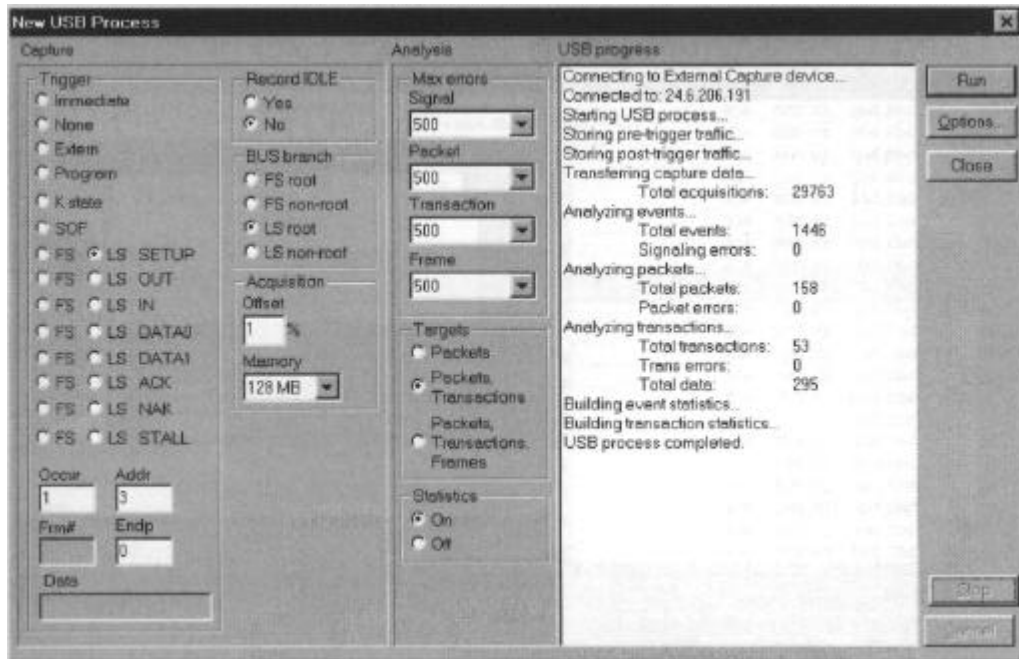 New USB Process
Capture
Trigger
Immediate
None
Extern
Program
K state
SOF
FS LS SETUP
FS LS OUT
FS LS IN
FS LS DATA0
FS LS DATA1
FS LS ACK
FS LS NAK
FS LS STALL
Occur Addr
1 3
Frm# Endp
0
Data
Record IDLE
Yes
No
BUS branch
FS root
FS non-root
LS root
LS non-root
Acquisition
Offset
1 %
Memory
128 MB
Analysis
Max errors
Signal
500
Packet
500
Transaction
500
Frame
500
Targets
Packets
Packets,
Transactions
Packets,
Transactions,
Frames
Statistics
On
Off
USB progress
Connecting to External Capture device...
Connected to: 24.6.206.191
Starting USB process...
Storing pre-trigger traffic...
Storing post-trigger traffic...
Transferring capture data...
Total acquisitions: 29763
Analyzing events...
Total events: 1446
Signaling errors: 0
Analyzing packets...
Total packets: 158
Packet errors: 0
Analyzing transactions...
Total transactions: 53
Trans errors: 0
Total data: 295
Building event statistics...
Building transaction statistics...
USB process completed.
Run
Options...
Close
Stop